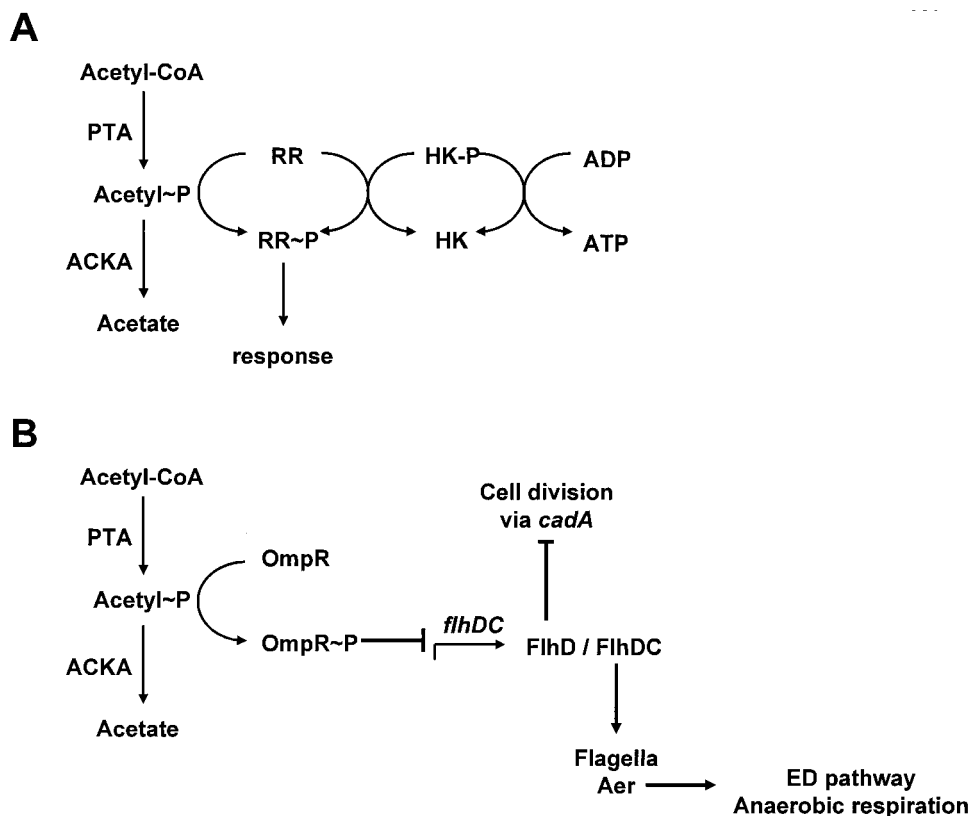 A
Acetyl-CoA
PTA
RR
HK-P
ADP
Acetyl~P
RR~P
HK
ATP
ACKA
Acetate
response
B
Acetyl-CoA
Cell division
via cadA
PTA
OmpR
Acetyl~P
flhDC
OmpR~P
FlhD / FlhDC
ACKA
Acetate
Flagella
Aer
ED pathway
Anaerobic respiration